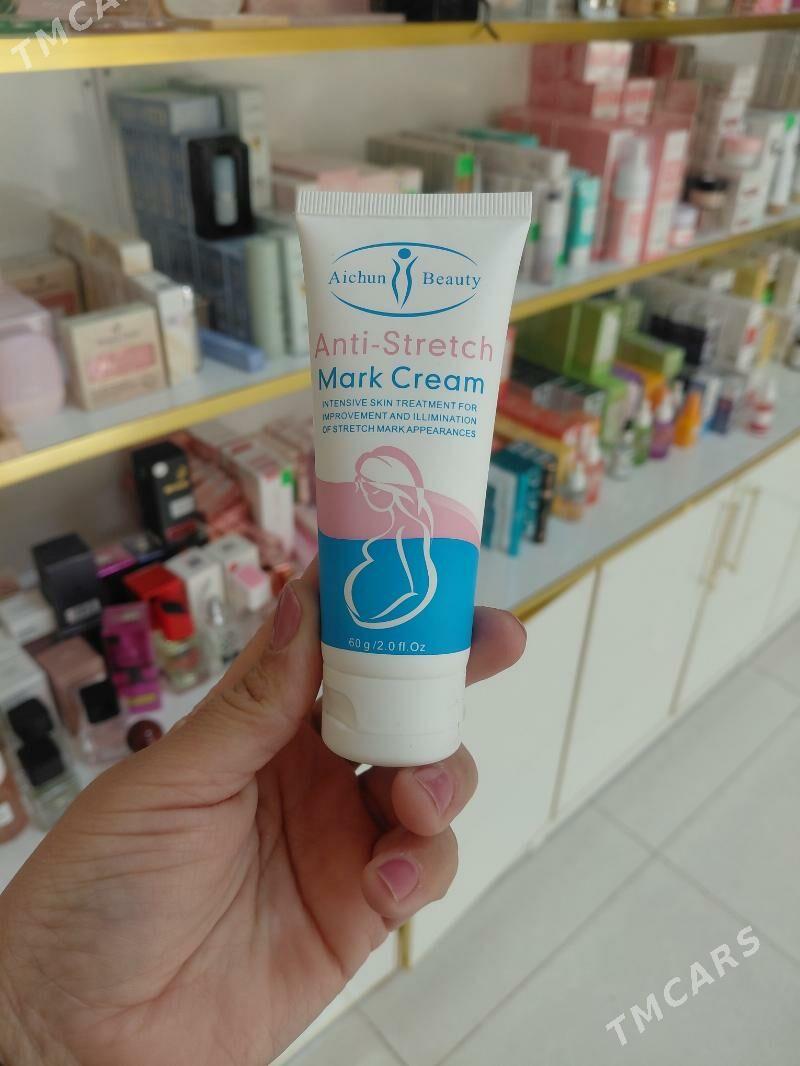 TMCARS
Aichun Beauty
Anti-Stretch
Mark Cream
INTENSIVE SKIN TREATMENT FOR
IMPROVEMENT AND ILLIMINATION
OF STRETCH MARK APPEARANCES
60 g/2.0 fl.Oz
TMCARS